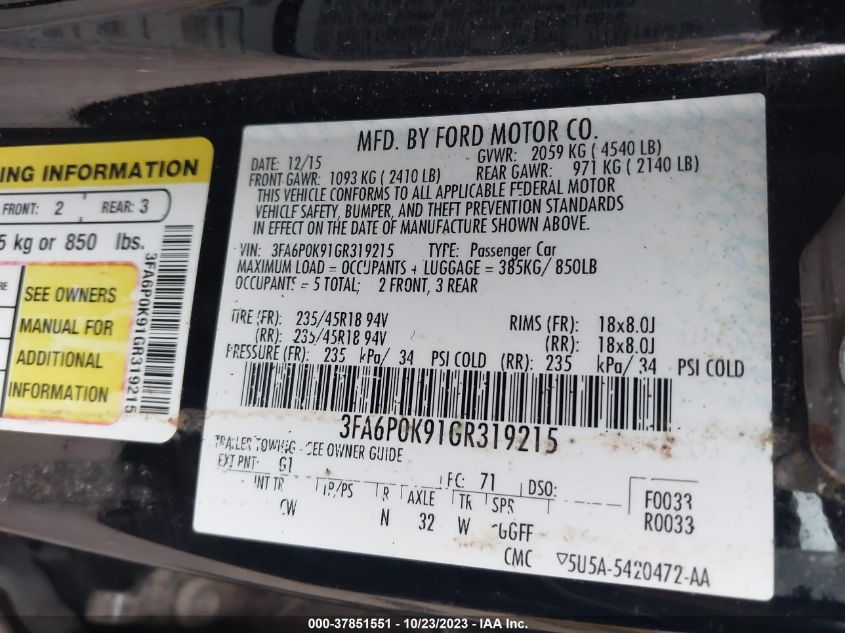 ING INFORMATION
FRONT: 2 REAR: 3
5 kg or 850 lbs.
SEE OWNERS
MANUAL FOR
ADDITIONAL
INFORMATION
3FA6P0K91GR319215
MFD. BY FORD MOTOR CO.
DATE: 12/15 GVWR: 2059 KG ( 4540 LB)
FRONT GAWR: 1093 KG ( 2410 LB) REAR GAWR: 971 KG ( 2140 LB)
THIS VEHICLE CONFORMS TO ALL APPLICABLE FEDERAL MOTOR
VEHICLE SAFETY, BUMPER, AND THEFT PREVENTION STANDARDS
IN EFFECT ON THE DATE OF MANUFACTURE SHOWN ABOVE.
VIN: 3FA6P0K91GR319215 TYPE: Passenger Car
MAXIMUM LOAD = OCCUPANTS + LUGGAGE = 385KG/ 850LB
OCCUPANTS = 5 TOTAL; 2 FRONT, 3 REAR
TIRE (FR): 235/45R18 94V RIMS (FR): 18x8.0J
(RR): 235/45R18 94V (RR): 18x8.0J
PRESSURE (FR): 235 kPa/ 34 PSI COLD (RR): 235 kPa/ 34 PSI COLD
3FA6P0K91GR319215
TRAILER TOWING - SEE OWNER GUIDE
EXT PNT: G1 FC: 71 DSO: F0033
INT TR TP/PS R AXLE TR SPR R0033
CW N 32 W GGFF
CMC ▽5U5A-5420472-AA
000-37851551 - 10/23/2023 - IAA Inc.